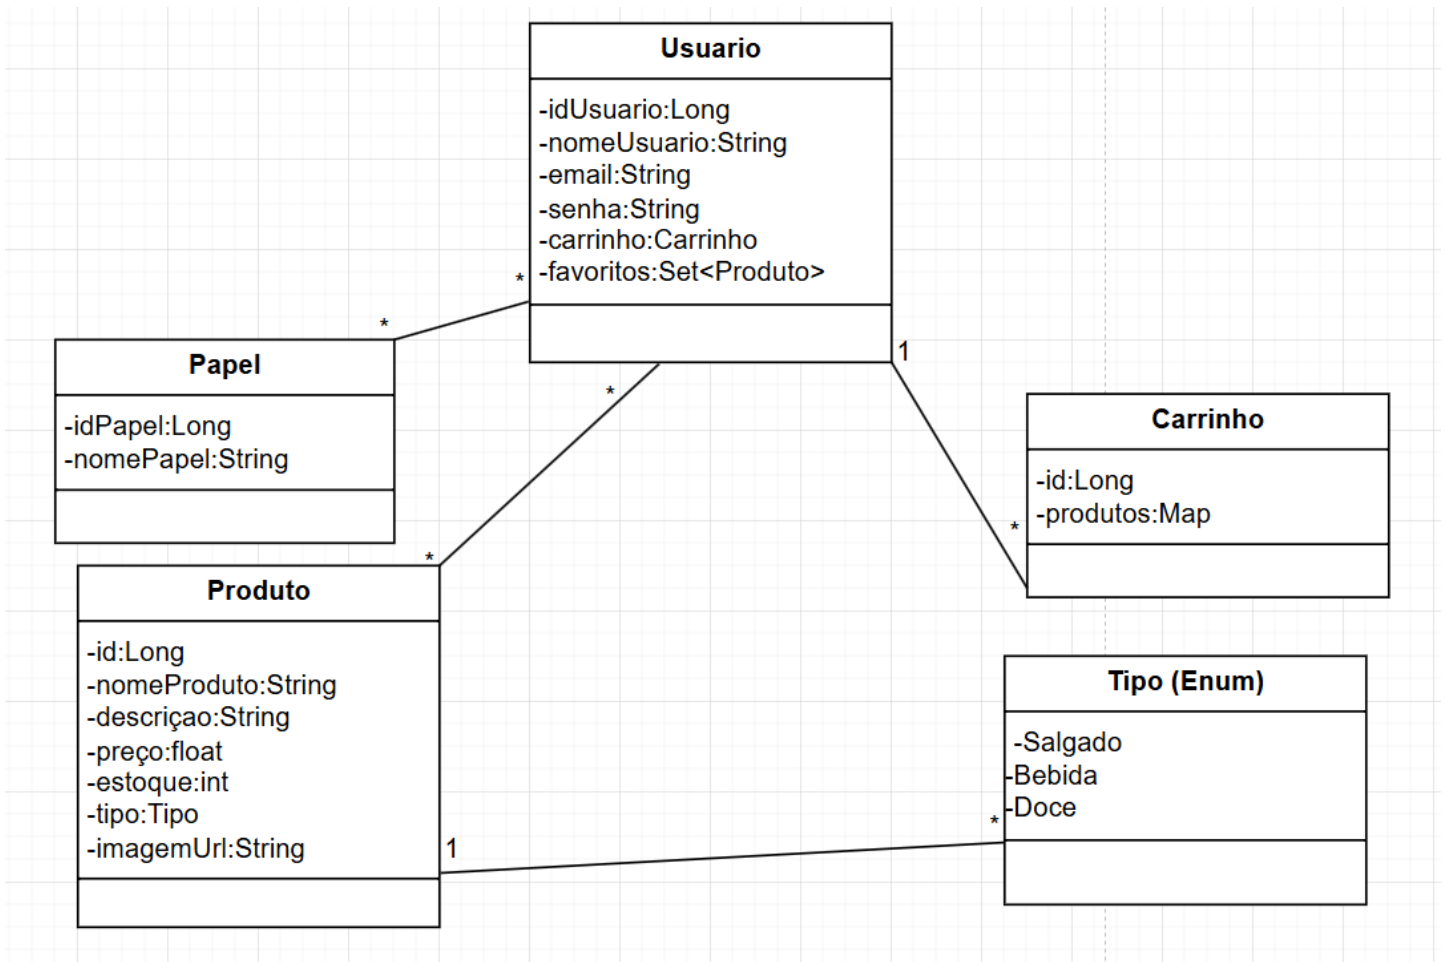 Usuario
-idUsuario:Long
-nomeUsuario:String
-email:String
-senha:String
-carrinho:Carrinho
-favoritos:Set<Produto>
*
*
Papel
-idPapel:Long
-nomePapel:String
1
*
*
Carrinho
-id:Long
-produtos:Map
*
Produto
-id:Long
-nomeProduto:String
-descriçao:String
-preço:float
-estoque:int
-tipo:Tipo
-imagemUrl:String
1
*
Tipo (Enum)
-Salgado
-Bebida
-Doce